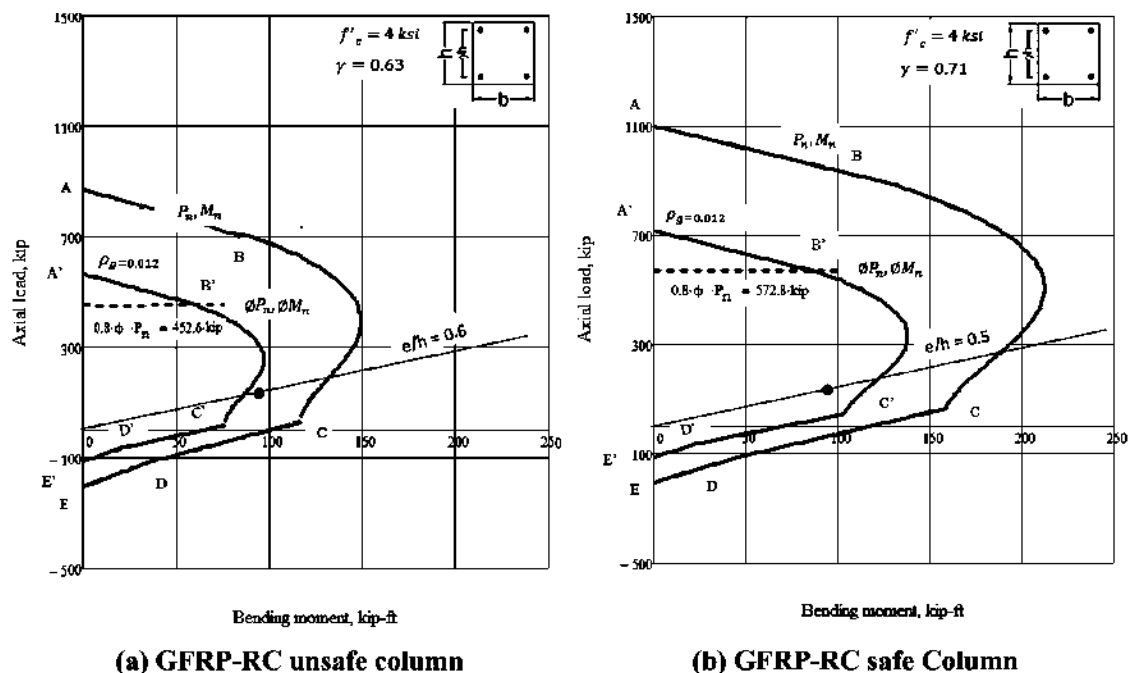 1500
f'c = 4 ksi
γ = 0.63
h
b
1100
A
Pn, Mn
700
B
ρg=0.012
A'
B'
ØPn, ØMn
0.8·ϕ ·Pn = 452.6·kip
300
e/h = 0.6
C'
D'
C
0 50 100 150 200 250
−100
E'
D
E
−500
Axial load, kip
Bending moment, kip-ft
(a) GFRP-RC unsafe column
1500
f'c = 4 ksi
γ = 0.71
h
b
A
1100
Pn, Mn
B
A'
ρg=0.012
700
B'
ØPn, ØMn
0.8·ϕ ·Pn = 572.8·kip
300
e/h = 0.5
C'
C
D'
0 50 100 150 200 250
100
E'
D
E
−500
Axial load, kip
Bending moment, kip-ft
(b) GFRP-RC safe Column